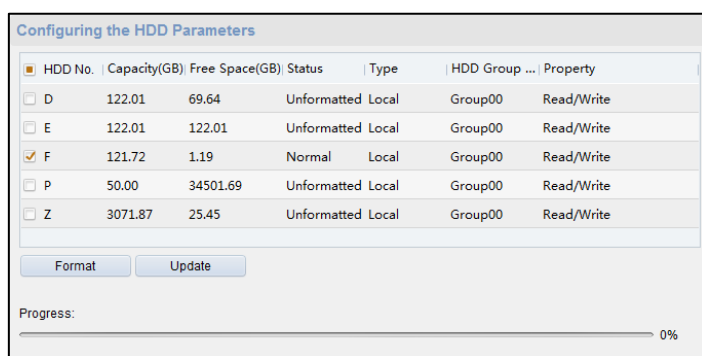 Configuring the HDD Parameters
HDD No. Capacity(GB) Free Space(GB) Status Type HDD Group ... Property
D 122.01 69.64 Unformatted Local Group00 Read/Write
E 122.01 122.01 Unformatted Local Group00 Read/Write
F 121.72 1.19 Normal Local Group00 Read/Write
P 50.00 34501.69 Unformatted Local Group00 Read/Write
Z 3071.87 25.45 Unformatted Local Group00 Read/Write
Format Update
Progress:
0%